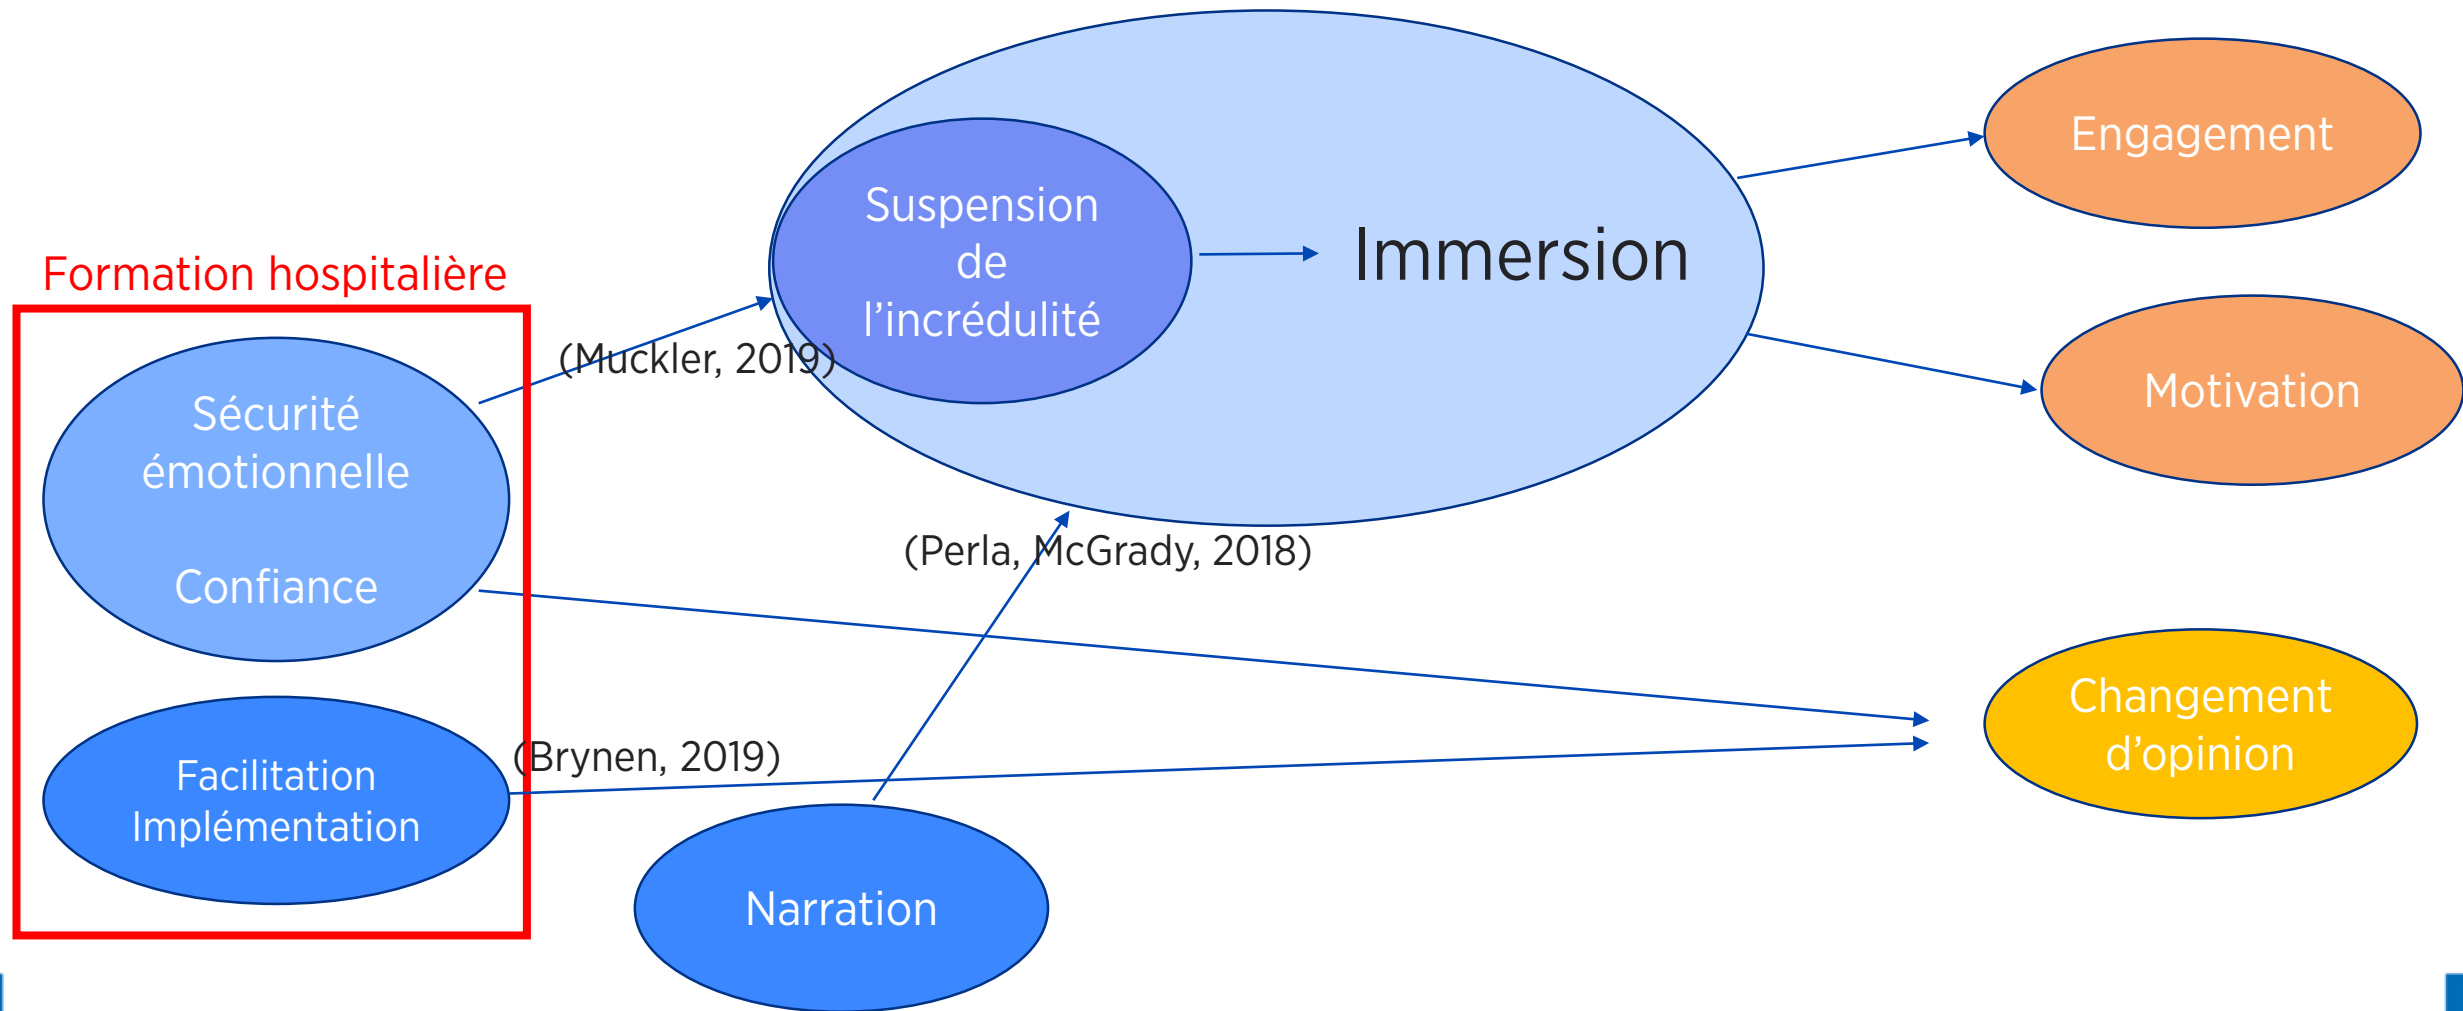 Formation hospitalière
Sécurité
émotionnelle
Confiance
Facilitation
Implémentation
(Muckler, 2019)
Suspension
de
l’incrédulité
Immersion
(Perla, McGrady, 2018)
(Brynen, 2019)
Narration
Engagement
Motivation
Changement
d’opinion